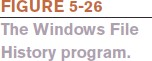 FIGURE 5-26
The Windows File
History program.